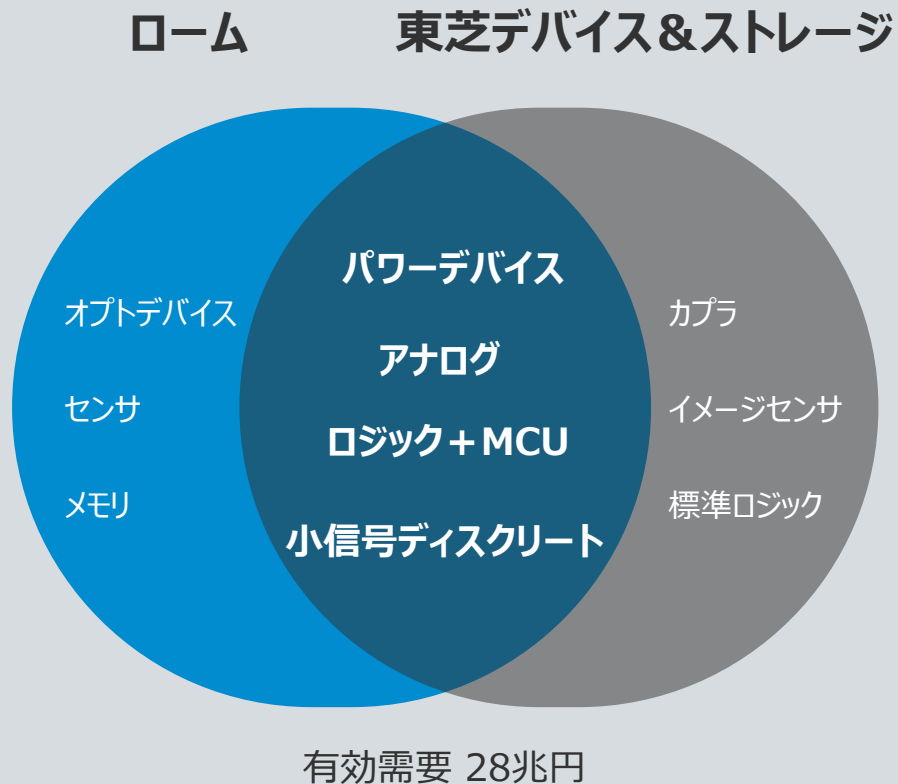 ローム
東芝デバイス&ストレージ
オプトデバイス
センサ
メモリ
パワーデバイス
アナログ
ロジック+MCU
小信号ディスクリート
カプラ
イメージセンサ
標準ロジック
有効需要 28兆円